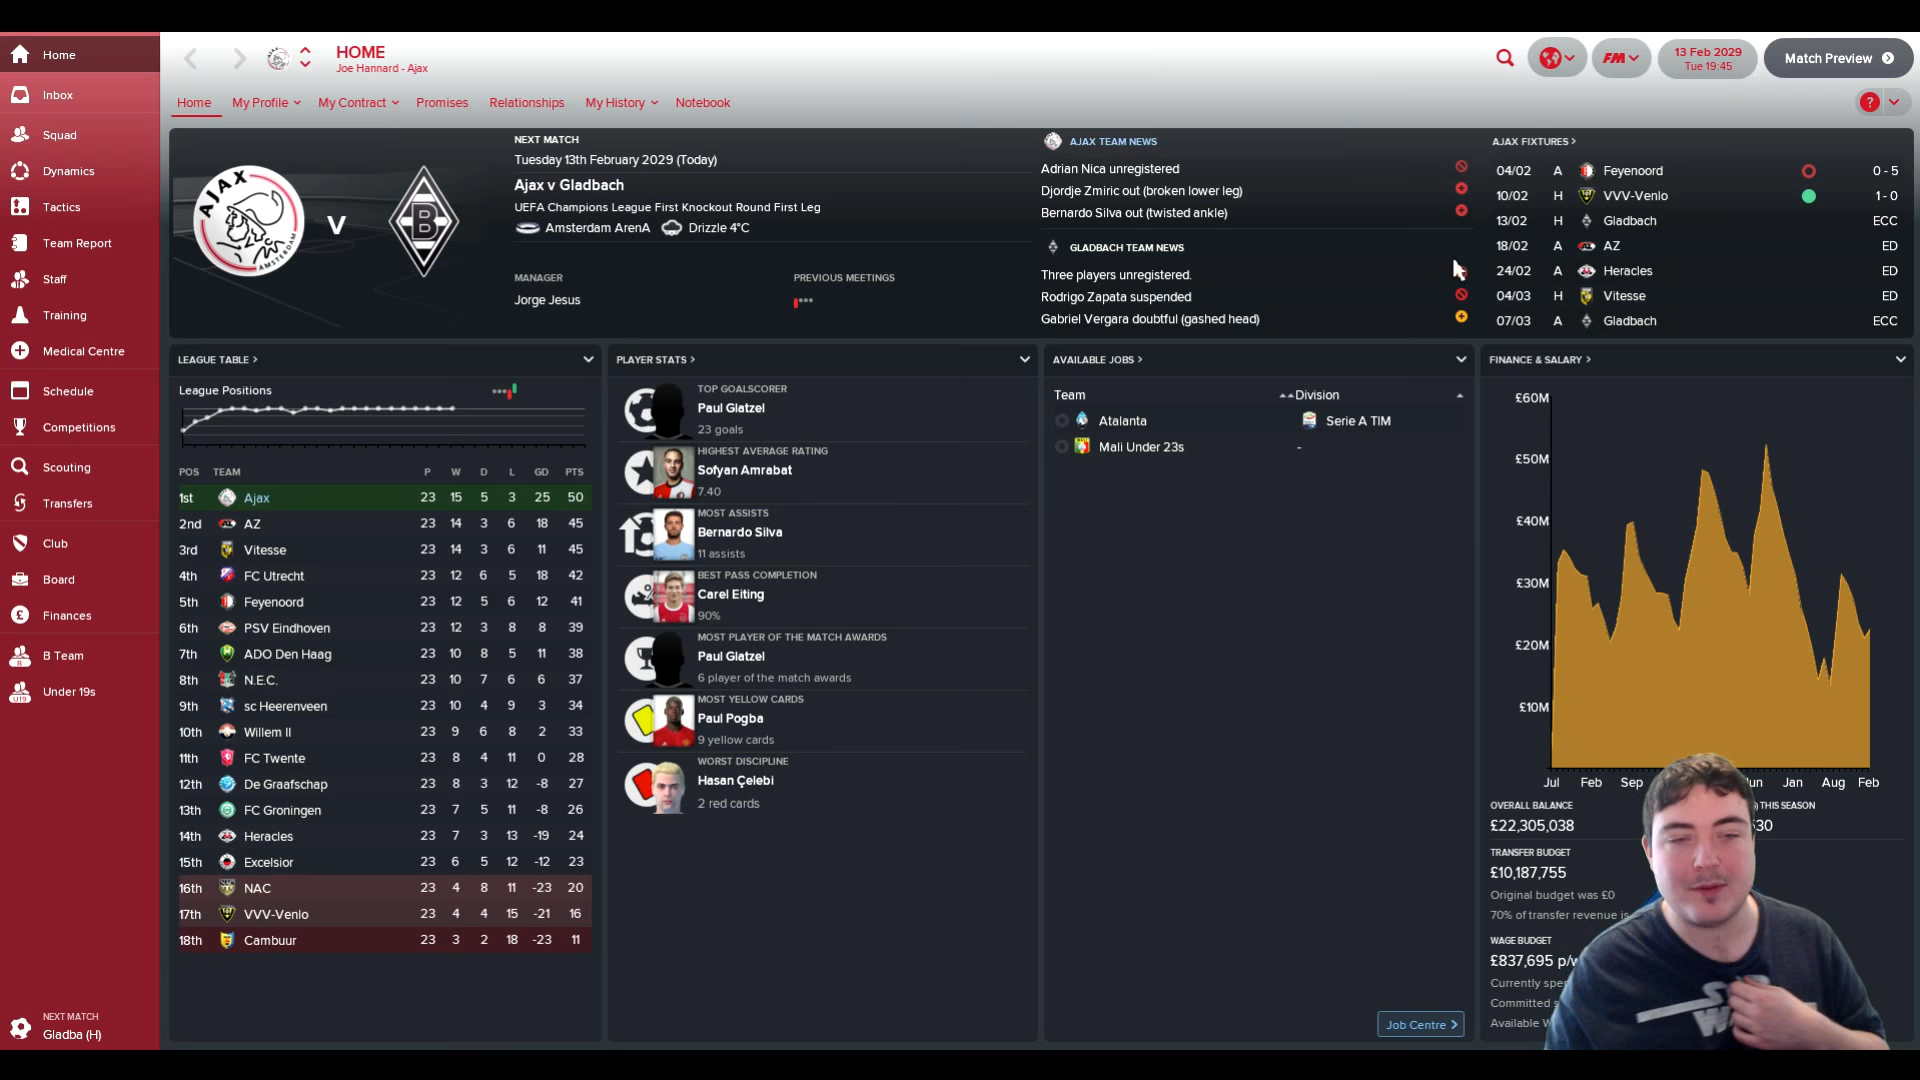 Home
Inbox
Squad
Dynamics
Tactics
Team Report
Staff
Training
Medical Centre
Schedule
Competitions
Scouting
Transfers
Club
Board
Finances
B Team
Under 19s
NEXT MATCH
Gladba (H)
HOME
Joe Hannard - Ajax
FM
13 Feb 2029
Tue 19:45
Match Preview
Home My Profile My Contract Promises Relationships My History Notebook
AJAX
AMSTERDAM
V
B
NEXT MATCH
Tuesday 13th February 2029 (Today)
Ajax v Gladbach
UEFA Champions League First Knockout Round First Leg
Amsterdam ArenA Drizzle 4°C
MANAGER PREVIOUS MEETINGS
Jorge Jesus
AJAX TEAM NEWS
Adrian Nica unregistered
Djordje Zmiric out (broken lower leg)
Bernardo Silva out (twisted ankle)
GLADBACH TEAM NEWS
Three players unregistered.
Rodrigo Zapata suspended
Gabriel Vergara doubtful (gashed head)
AJAX FIXTURES >
04/02 A Feyenoord 0 - 5
10/02 H VVV-Venlo 1 - 0
13/02 H Gladbach ECC
18/02 A AZ ED
24/02 A Heracles ED
04/03 H Vitesse ED
07/03 A Gladbach ECC
LEAGUE TABLE >
League Positions
POS TEAM P W D L GD PTS
1st Ajax 23 15 5 3 25 50
2nd AZ 23 14 3 6 18 45
3rd Vitesse 23 14 3 6 11 45
4th FC Utrecht 23 12 6 5 18 42
5th Feyenoord 23 12 5 6 12 41
6th PSV Eindhoven 23 12 3 8 8 39
7th ADO Den Haag 23 10 8 5 11 38
8th N.E.C. 23 10 7 6 6 37
9th sc Heerenveen 23 10 4 9 3 34
10th Willem II 23 9 6 8 2 33
11th FC Twente 23 8 4 11 0 28
12th De Graafschap 23 8 3 12 -8 27
13th FC Groningen 23 7 5 11 -8 26
14th Heracles 23 7 3 13 -19 24
15th Excelsior 23 6 5 12 -12 23
16th NAC 23 4 8 11 -23 20
17th VVV-Venlo 23 4 4 15 -21 16
18th Cambuur 23 3 2 18 -23 11
PLAYER STATS >
TOP GOALSCORER
Paul Glatzel
23 goals
HIGHEST AVERAGE RATING
Sofyan Amrabat
7.40
MOST ASSISTS
Bernardo Silva
11 assists
BEST PASS COMPLETION
Carel Eiting
90%
MOST PLAYER OF THE MATCH AWARDS
Paul Glatzel
6 player of the match awards
MOST YELLOW CARDS
Paul Pogba
9 yellow cards
WORST DISCIPLINE
Hasan Çelebi
2 red cards
AVAILABLE JOBS >
Team Division
Atalanta Serie A TIM
Mali Under 23s -
Job Centre >
FINANCE & SALARY >
£60M
£50M
£40M
£30M
£20M
£10M
Jul Feb Sep Jun Jan Aug Feb
OVERALL BALANCE THIS SEASON
£22,305,038
TRANSFER BUDGET
£10,187,755
Original budget was £0
70% of transfer revenue is
WAGE BUDGET
£837,695 p/w
Currently
Committed
Available